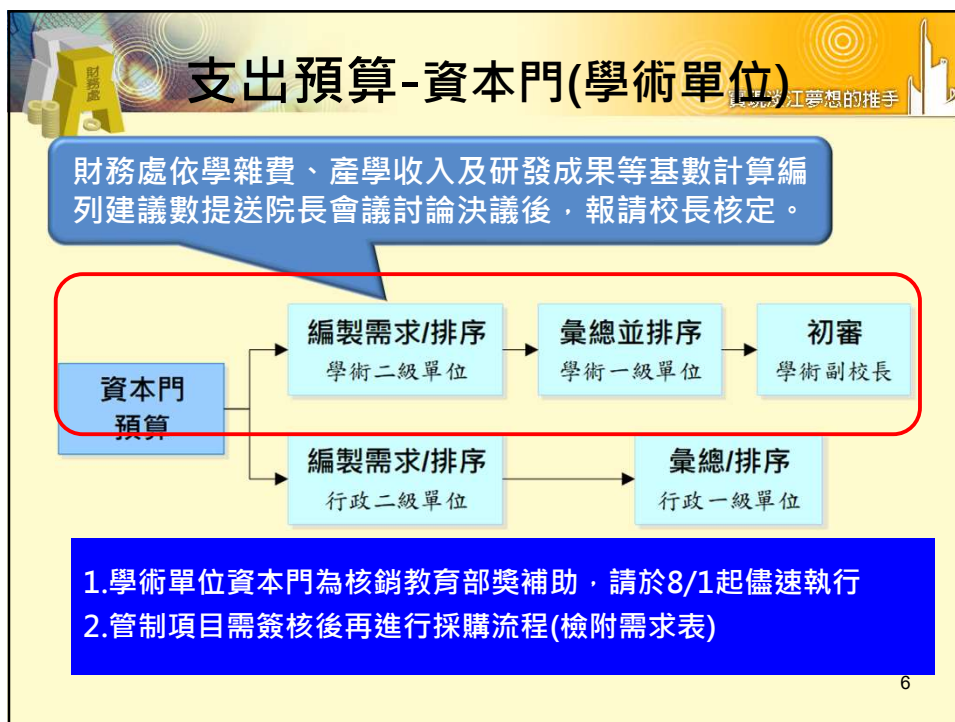 財務處
支出預算-資本門(學術單位)
實現淡江夢想的推手
財務處依學雜費、產學收入及研發成果等基數計算編
列建議數提送院長會議討論決議後，報請校長核定。
資本門
預算
編製需求/排序
學術二級單位
彙總並排序
學術一級單位
初審
學術副校長
編製需求/排序
行政二級單位
彙總/排序
行政一級單位
1.學術單位資本門為核銷教育部獎補助，請於8/1起儘速執行
2.管制項目需簽核後再進行採購流程(檢附需求表)
6